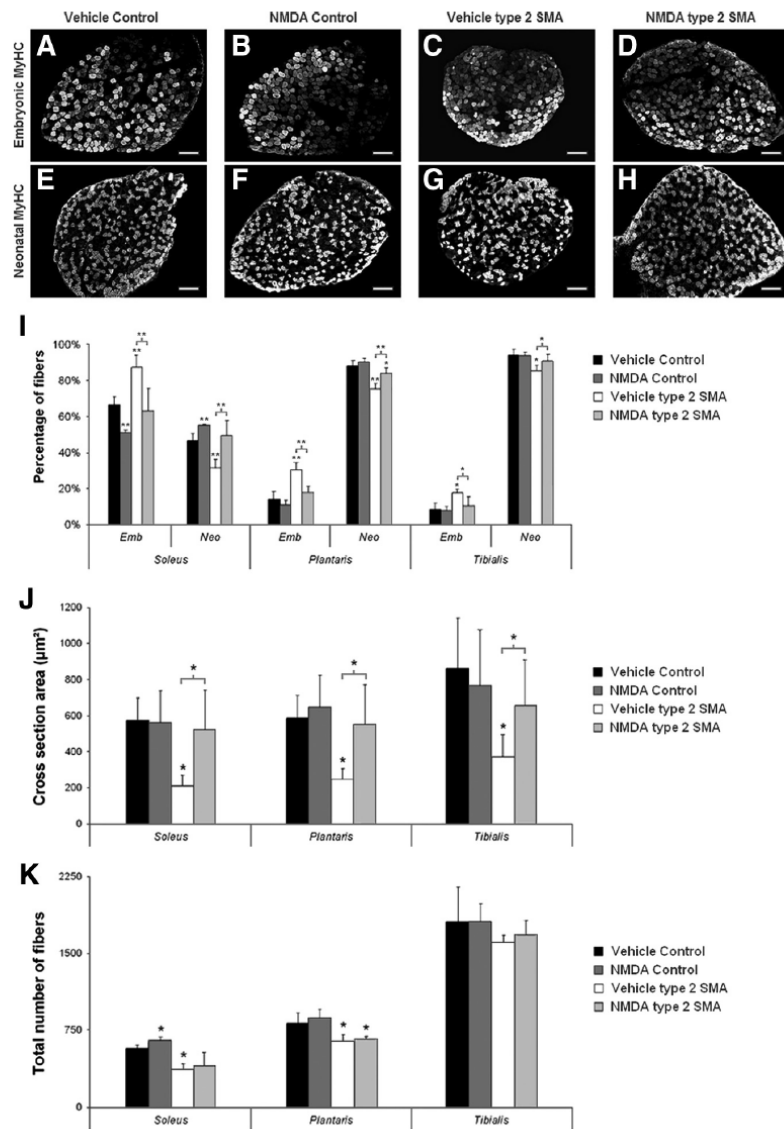 Vehicle Control NMDA Control Vehicle type 2 SMA NMDA type 2 SMA
Embryonic MyHC
A B C D
Neonatal MyHC
E F G H
I
Percentage of fibers
100%
80%
60%
40%
20%
0%
** ** ** ** ** ** ** ** ** ** ** * * * * *
Emb Neo Emb Neo Emb Neo
Soleus Plantaris Tibialis
Vehicle Control
NMDA Control
Vehicle type 2 SMA
NMDA type 2 SMA
J
Cross section area (µm²)
1200
1000
800
600
400
200
0
* * * * * *
Soleus Plantaris Tibialis
Vehicle Control
NMDA Control
Vehicle type 2 SMA
NMDA type 2 SMA
K
Total number of fibers
2250
1500
750
0
* * * *
Soleus Plantaris Tibialis
Vehicle Control
NMDA Control
Vehicle type 2 SMA
NMDA type 2 SMA